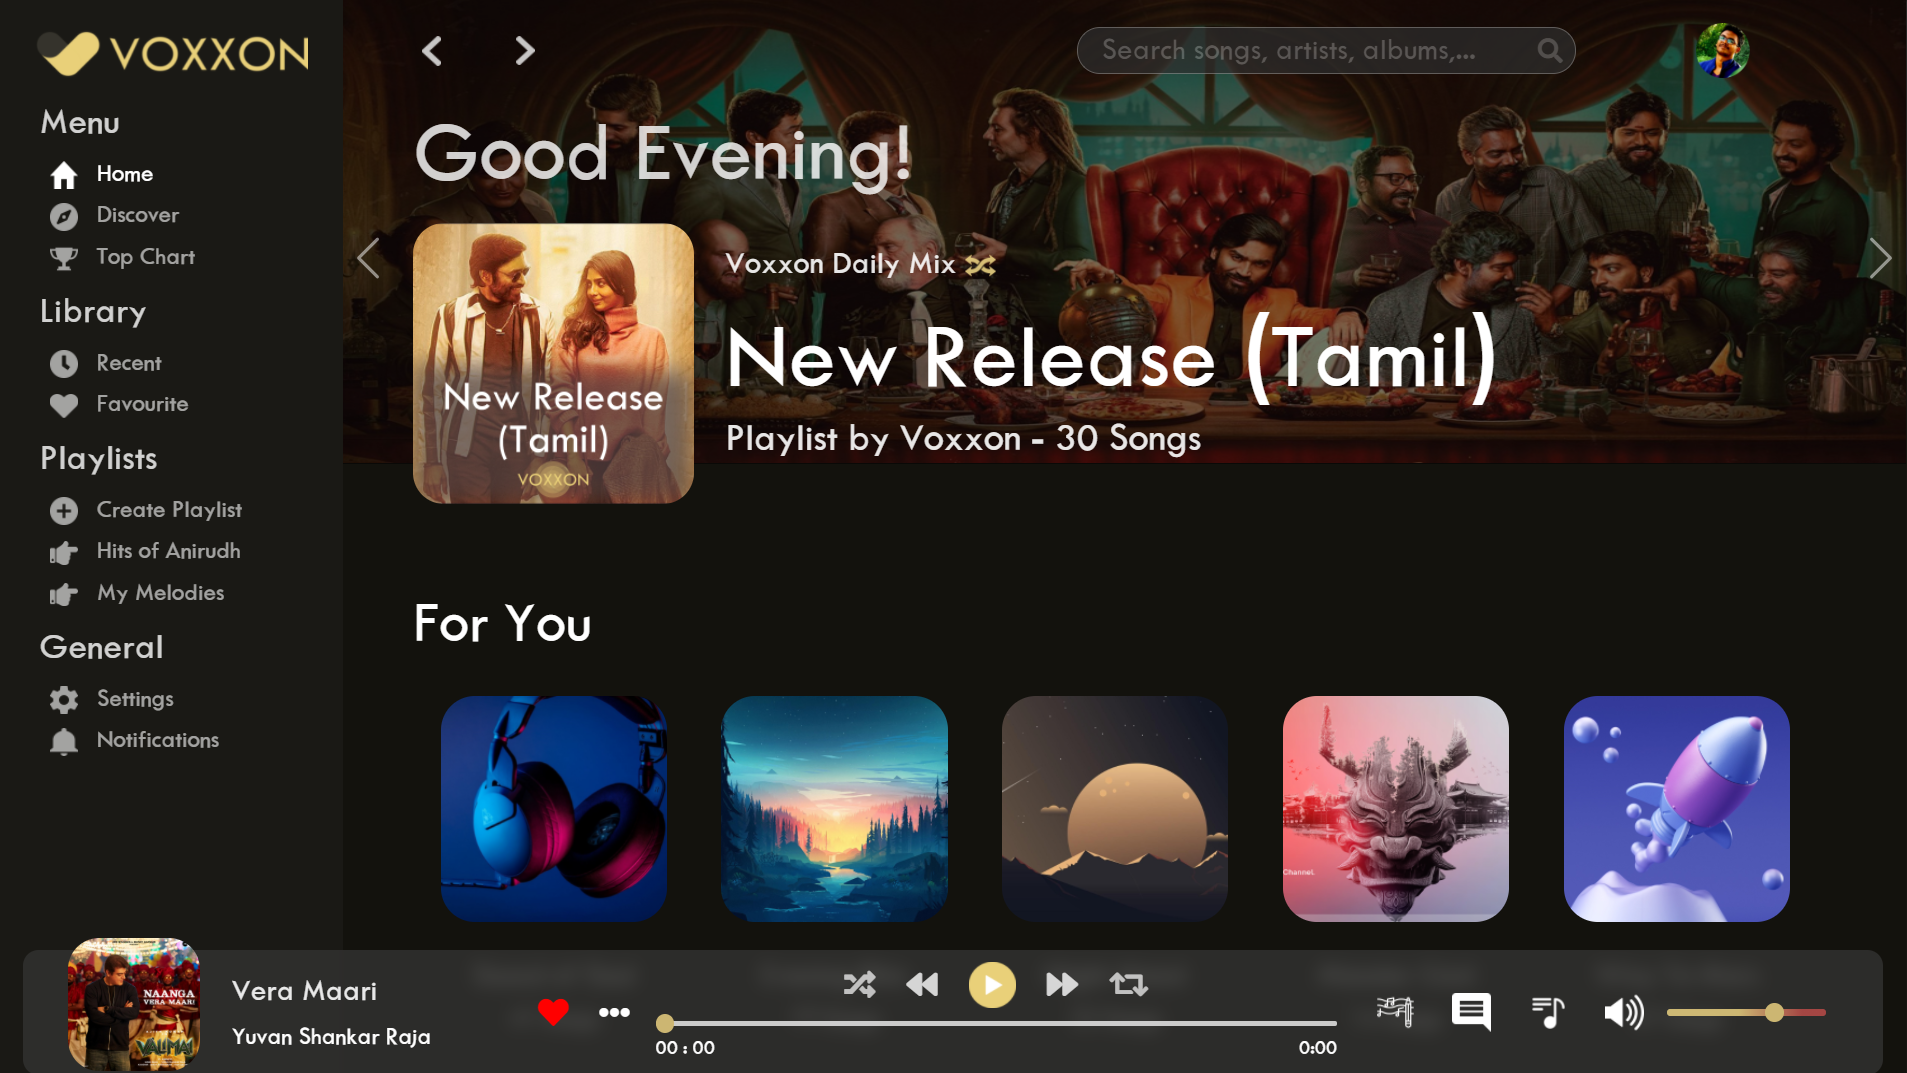 VOXXON
Menu
Home
Discover
Top Chart
Library
Recent
Favourite
Playlists
Create Playlist
Hits of Anirudh
My Melodies
General
Settings
Notifications
Search songs, artists, albums,...
Good Evening!
New Release
(Tamil)
VOXXON
Voxxon Daily Mix
New Release (Tamil)
Playlist by Voxxon - 30 Songs
For You
Channel
NAANGA
VERA MAARI
VALIMAI
Vera Maari
Yuvan Shankar Raja
00 : 00
0:00